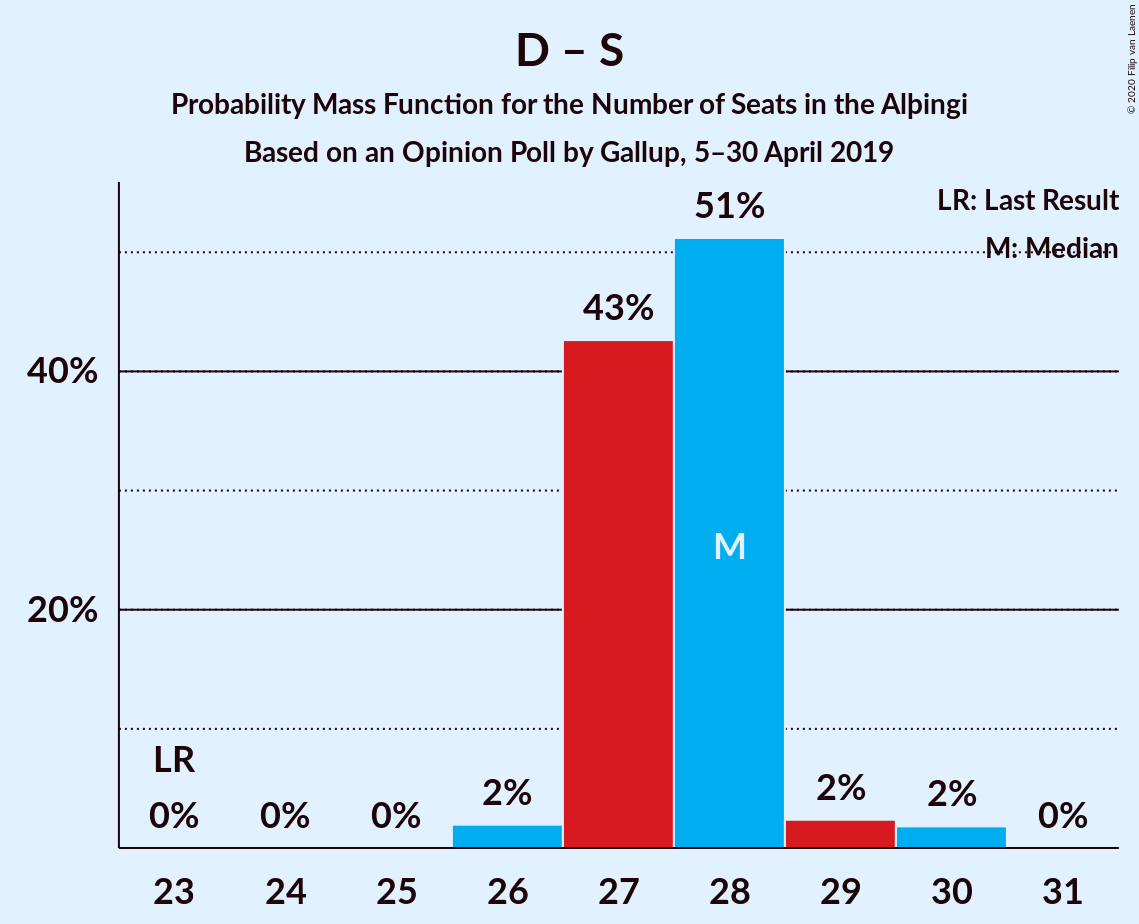 D – S
Probability Mass Function for the Number of Seats in the Alþingi
Based on an Opinion Poll by Gallup, 5–30 April 2019
© 2020 Filip van Laenen
LR: Last Result
M: Median
51%
43%
40%
M
20%
LR
0% 0% 0% 2% 2% 2% 0%
23 24 25 26 27 28 29 30 31